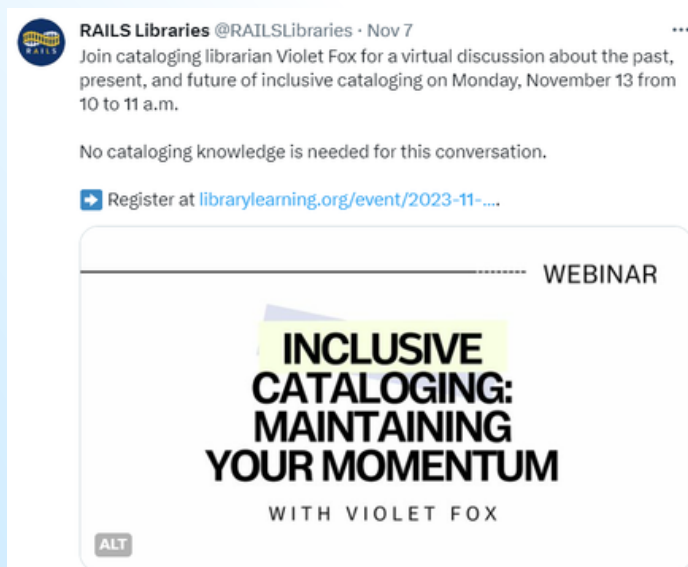 RAILS
RAILS Libraries @RAILSLibraries · Nov 7
Join cataloging librarian Violet Fox for a virtual discussion about the past,
present, and future of inclusive cataloging on Monday, November 13 from
10 to 11 a.m.
No cataloging knowledge is needed for this conversation.
➡️ Register at librarylearning.org/event/2023-11-....
WEBINAR
INCLUSIVE
CATALOGING:
MAINTAINING
YOUR MOMENTUM
WITH VIOLET FOX
ALT